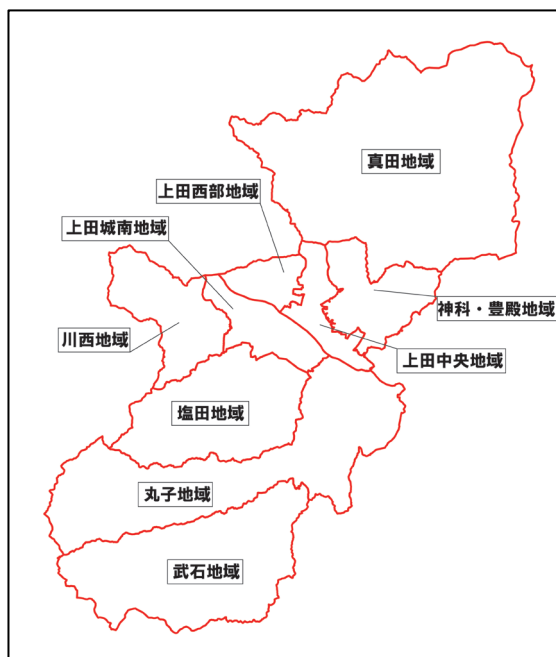 真田地域
上田西部地域
上田城南地域
神科・豊殿地域
川西地域
上田中央地域
塩田地域
丸子地域
武石地域